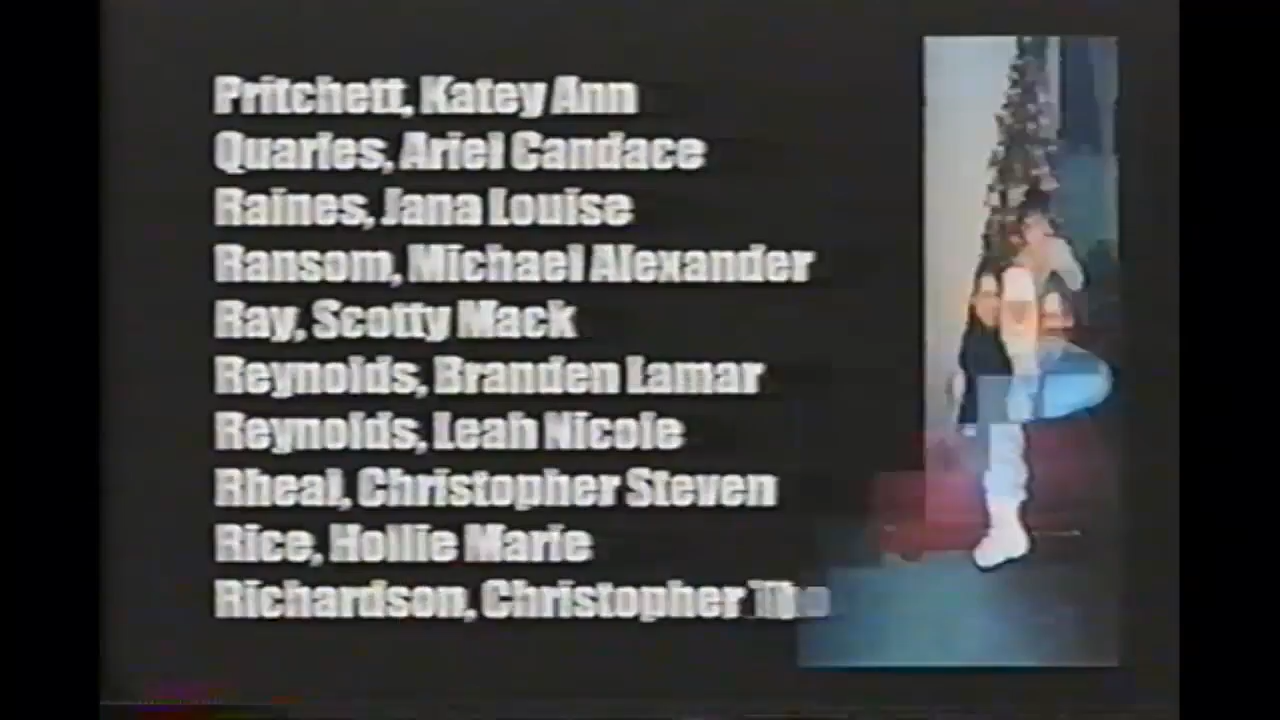 Pritchett, Katey Ann
Quarles, Ariel Candace
Raines, Jana Louise
Ransom, Michael Alexander
Ray, Scotty Mack
Reynolds, Branden Lamar
Reynolds, Leah Nicole
Rheal, Christopher Steven
Rice, Hollie Marie
Richardson, Christopher